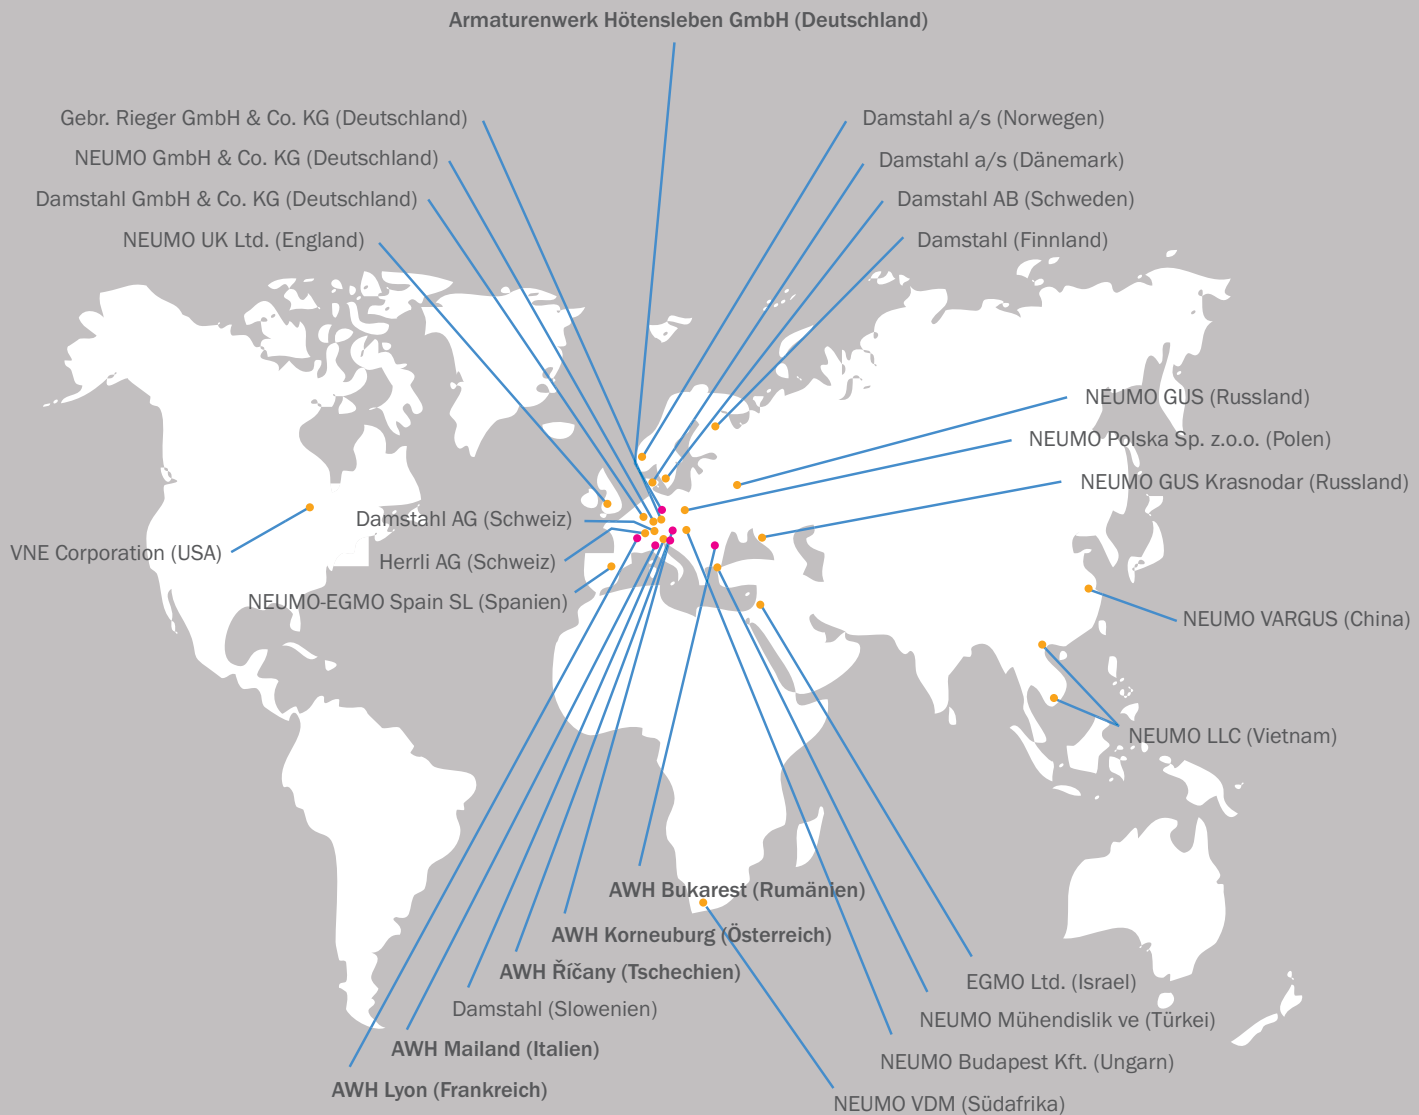 Armaturenwerk Hötensleben GmbH (Deutschland)
Gebr. Rieger GmbH & Co. KG (Deutschland)
NEUMO GmbH & Co. KG (Deutschland)
Damstahl GmbH & Co. KG (Deutschland)
NEUMO UK Ltd. (England)
Damstahl a/s (Norwegen)
Damstahl a/s (Dänemark)
Damstahl AB (Schweden)
Damstahl (Finnland)
NEUMO GUS (Russland)
NEUMO Polska Sp. z.o.o. (Polen)
NEUMO GUS Krasnodar (Russland)
Damstahl AG (Schweiz)
VNE Corporation (USA)
Herrli AG (Schweiz)
NEUMO-EGMO Spain SL (Spanien)
NEUMO VARGUS (China)
NEUMO LLC (Vietnam)
AWH Bukarest (Rumänien)
AWH Korneuburg (Österreich)
AWH Říčany (Tschechien)
Damstahl (Slowenien)
AWH Mailand (Italien)
AWH Lyon (Frankreich)
EGMO Ltd. (Israel)
NEUMO Mühendislik ve (Türkei)
NEUMO Budapest Kft. (Ungarn)
NEUMO VDM (Südafrika)